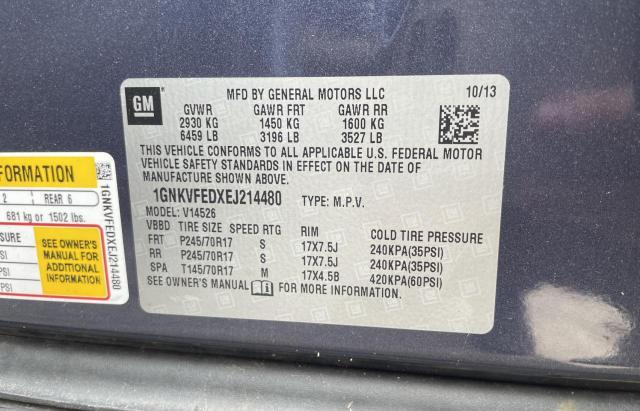 GM
MFD BY GENERAL MOTORS LLC 10/13
GVWR GAWR FRT GAWR RR
2930 KG 1450 KG 1600 KG
6459 LB 3196 LB 3527 LB
THIS VEHICLE CONFORMS TO ALL APPLICABLE U.S. FEDERAL MOTOR
VEHICLE SAFETY STANDARDS IN EFFECT ON THE DATE OF
MANUFACTURE SHOWN ABOVE.
1GNKVFEDXEJ214480 TYPE: M.P.V.
MODEL: V14526
VBBD TIRE SIZE SPEED RTG RIM COLD TIRE PRESSURE
FRT P245/70R17 S 17X7.5J 240KPA(35PSI)
RR P245/70R17 S 17X7.5J 240KPA(35PSI)
SPA T145/70R17 M 17X4.5B 420KPA(60PSI)
SEE OWNER'S MANUAL FOR MORE INFORMATION.
FORMATION
2 REAR 6
681 kg or 1502 lbs.
SURE
PSI
PSI
PSI
SEE OWNER'S
MANUAL FOR
ADDITIONAL
INFORMATION
1GNKVFEDXEJ214480